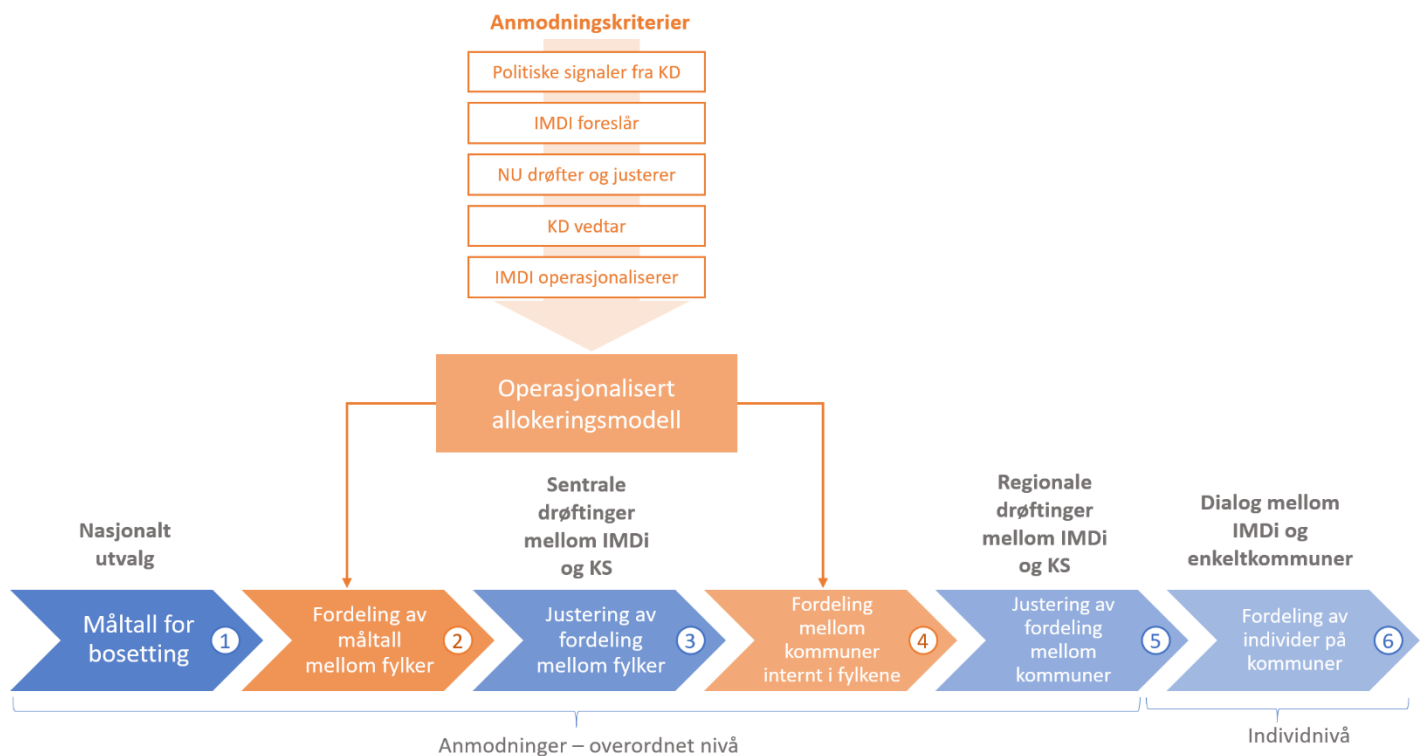 Anmodningskriterier
Politiske signaler fra KD
IMDI foreslår
NU drøfter og justerer
KD vedtar
IMDI operasjonaliserer
Operasjonalisert
allokeringsmodell
Nasjonalt
utvalg
Sentrale
drøftinger
mellom IMDi
og KS
Regionale
drøftinger
mellom IMDi
og KS
Dialog mellom
IMDi og
enkeltkommuner
Måltall for
bosetting
1
Fordeling av
måltall
mellom fylker
2
Justering av
fordeling
mellom fylker
3
Fordeling
mellom
kommuner
internt i fylkene
4
Justering av
fordeling
mellom
kommuner
5
Fordeling av
individer på
kommuner
6
Anmodninger – overordnet nivå
Individnivå